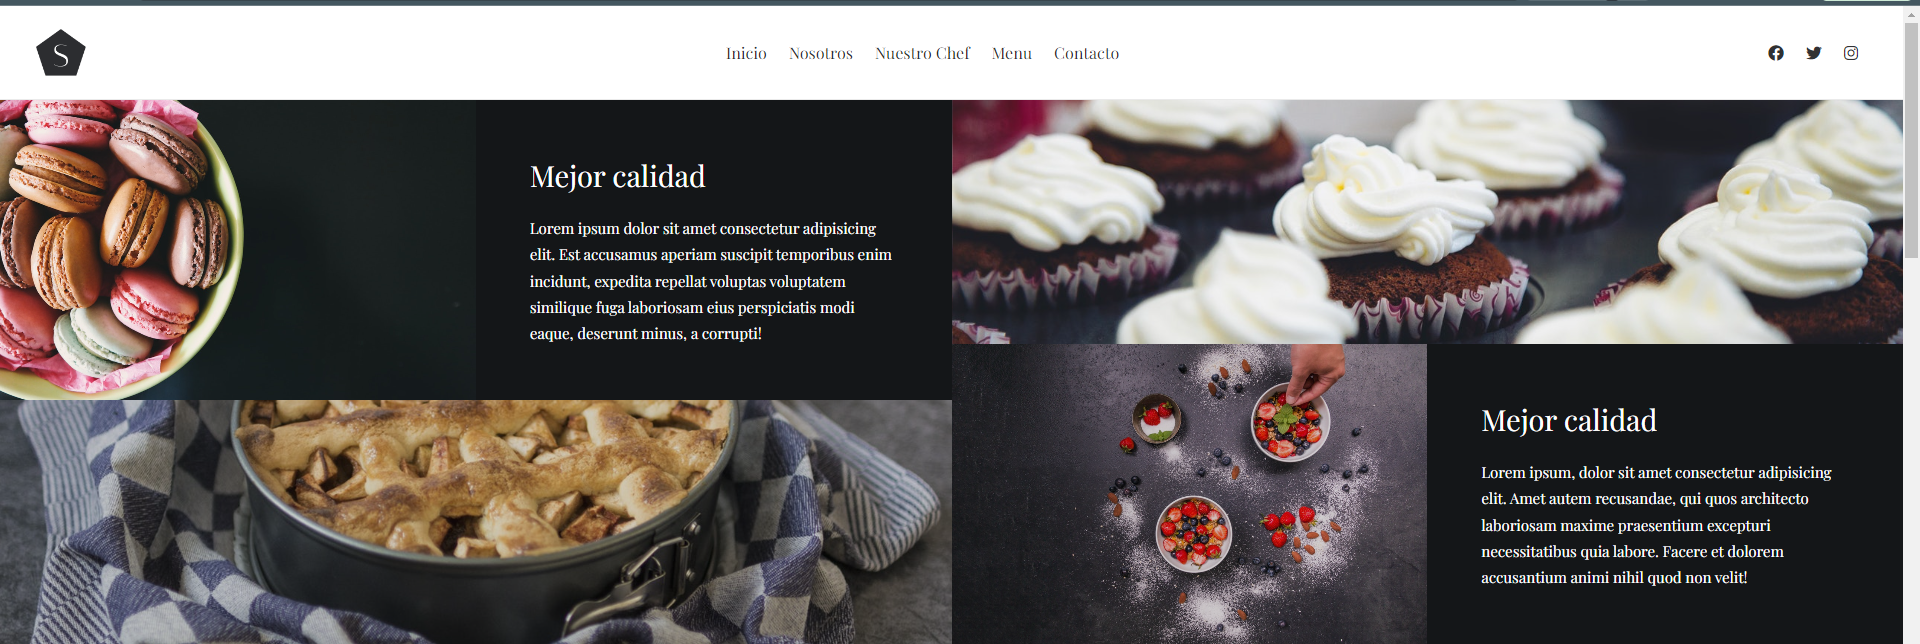 S
Inicio Nosotros Nuestro Chef Menu Contacto
Mejor calidad
Lorem ipsum dolor sit amet consectetur adipisicing
elit. Est accusamus aperiam suscipit temporibus enim
incidunt, expedita repellat voluptas voluptatem
similique fuga laboriosam eius perspiciatis modi
eaque, deserunt minus, a corrupti!
Mejor calidad
Lorem ipsum, dolor sit amet consectetur adipisicing
elit. Amet autem recusandae, qui quos architecto
laboriosam maxime praesentium excepturi
necessitatibus quia labore. Facere et dolorem
accusantium animi nihil quod non velit!